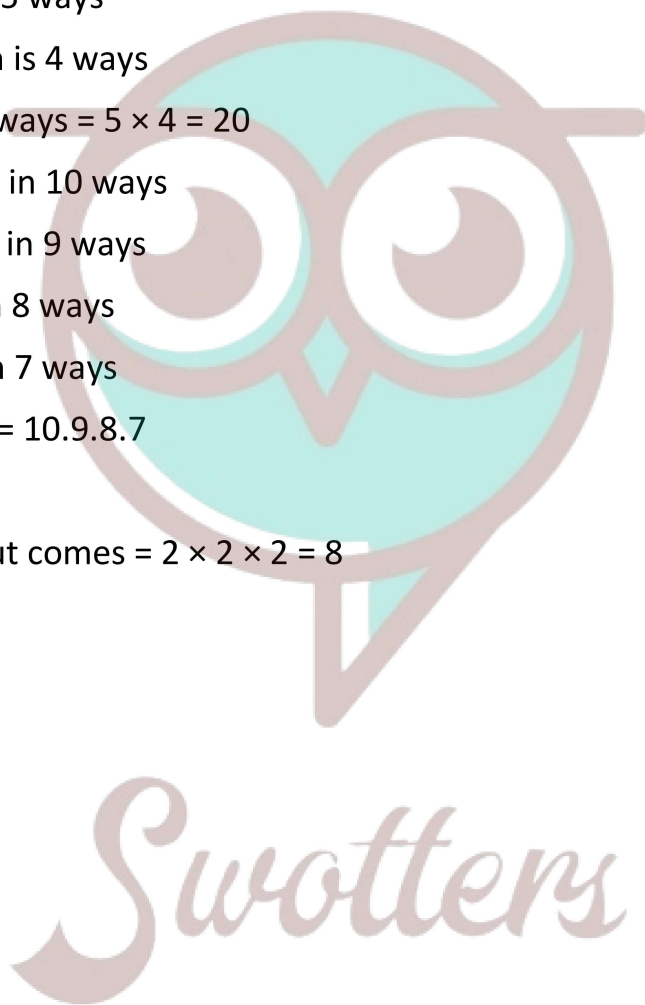 5 ways
is 4 ways
ways = 5 × 4 = 20
in 10 ways
in 9 ways
8 ways
7 ways
= 10.9.8.7
ut comes = 2 × 2 × 2 = 8
Swotters